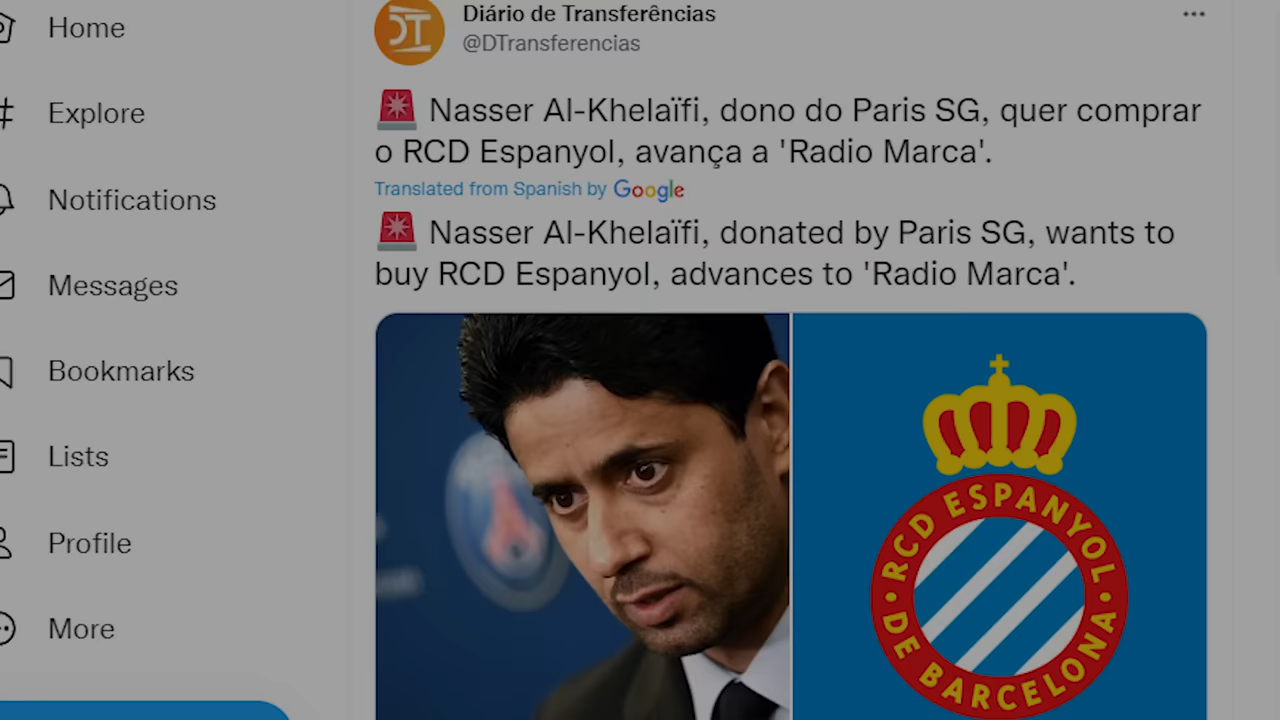 Home
Explore
Notifications
Messages
Bookmarks
Lists
Profile
More
DT
Diário de Transferências
@DTransferencias
Nasser Al-Khelaïfi, dono do Paris SG, quer comprar
o RCD Espanyol, avança a 'Radio Marca'.
Translated from Spanish by Google
Nasser Al-Khelaïfi, donated by Paris SG, wants to
buy RCD Espanyol, advances to 'Radio Marca'.
RCD ESPANYOL
DE BARCELONA